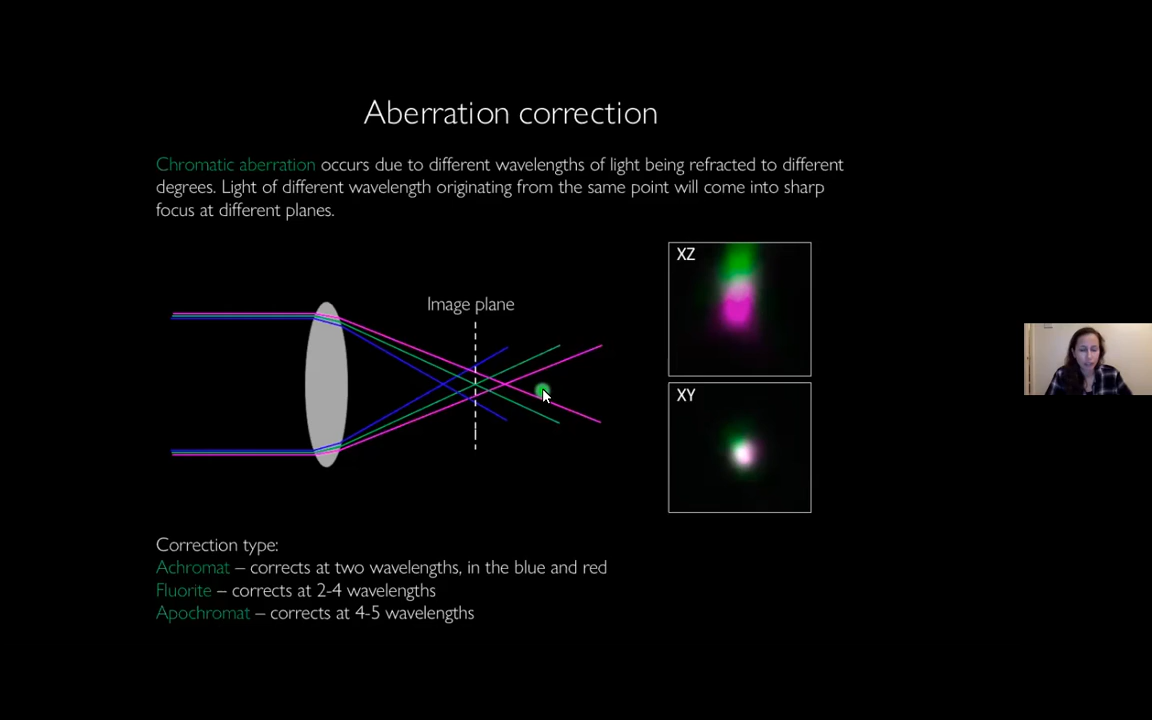 Aberration correction
Chromatic aberration occurs due to different wavelengths of light being refracted to different
degrees. Light of different wavelength originating from the same point will come into sharp
focus at different planes.
Image plane
XZ
XY
Correction type:
Achromat – corrects at two wavelengths, in the blue and red
Fluorite – corrects at 2-4 wavelengths
Apochromat – corrects at 4-5 wavelengths